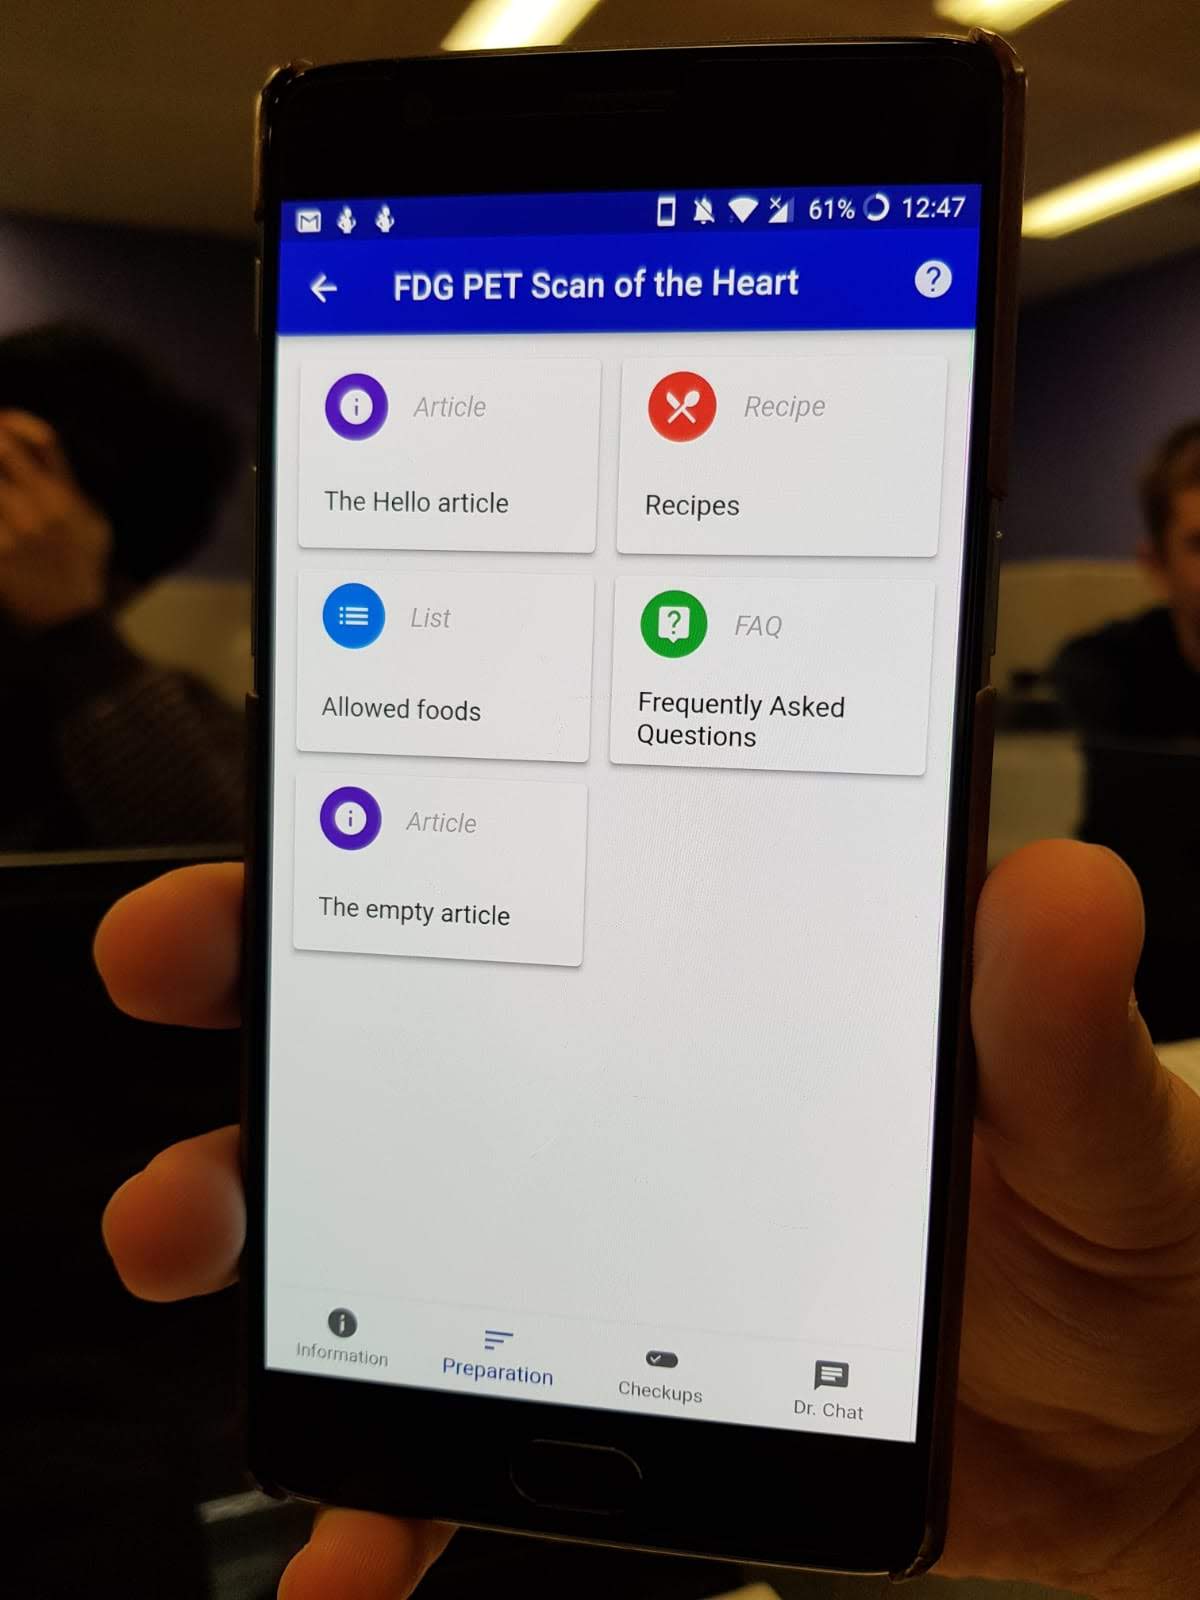 61% 12:47
FDG PET Scan of the Heart
Article
The Hello article
Recipe
Recipes
List
Allowed foods
FAQ
Frequently Asked
Questions
Article
The empty article
Information
Preparation
Checkups
Dr. Chat